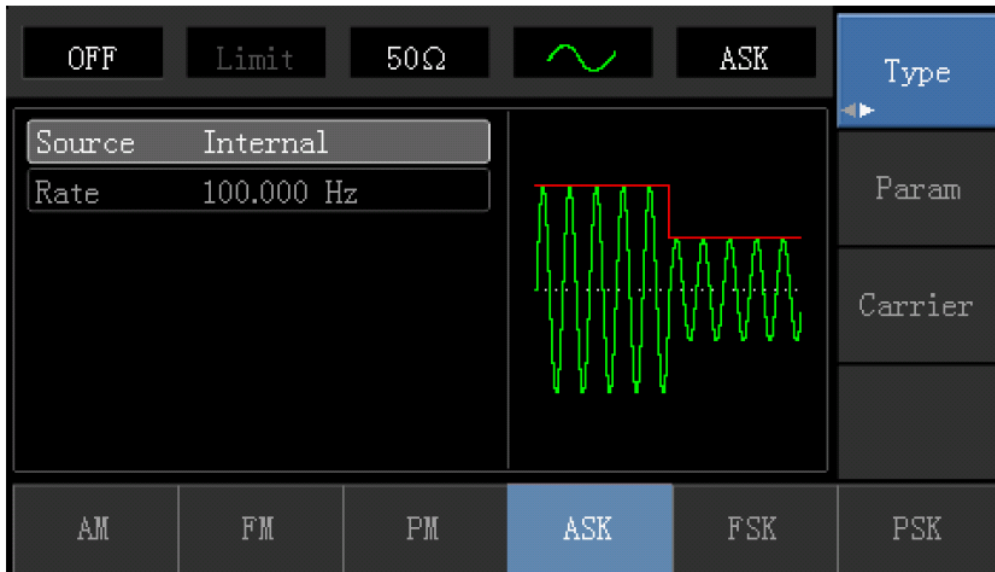 OFF Limit 50Ω ASK
Type
Source Internal
Rate 100.000 Hz
Param
Carrier
AM FM PM ASK FSK PSK